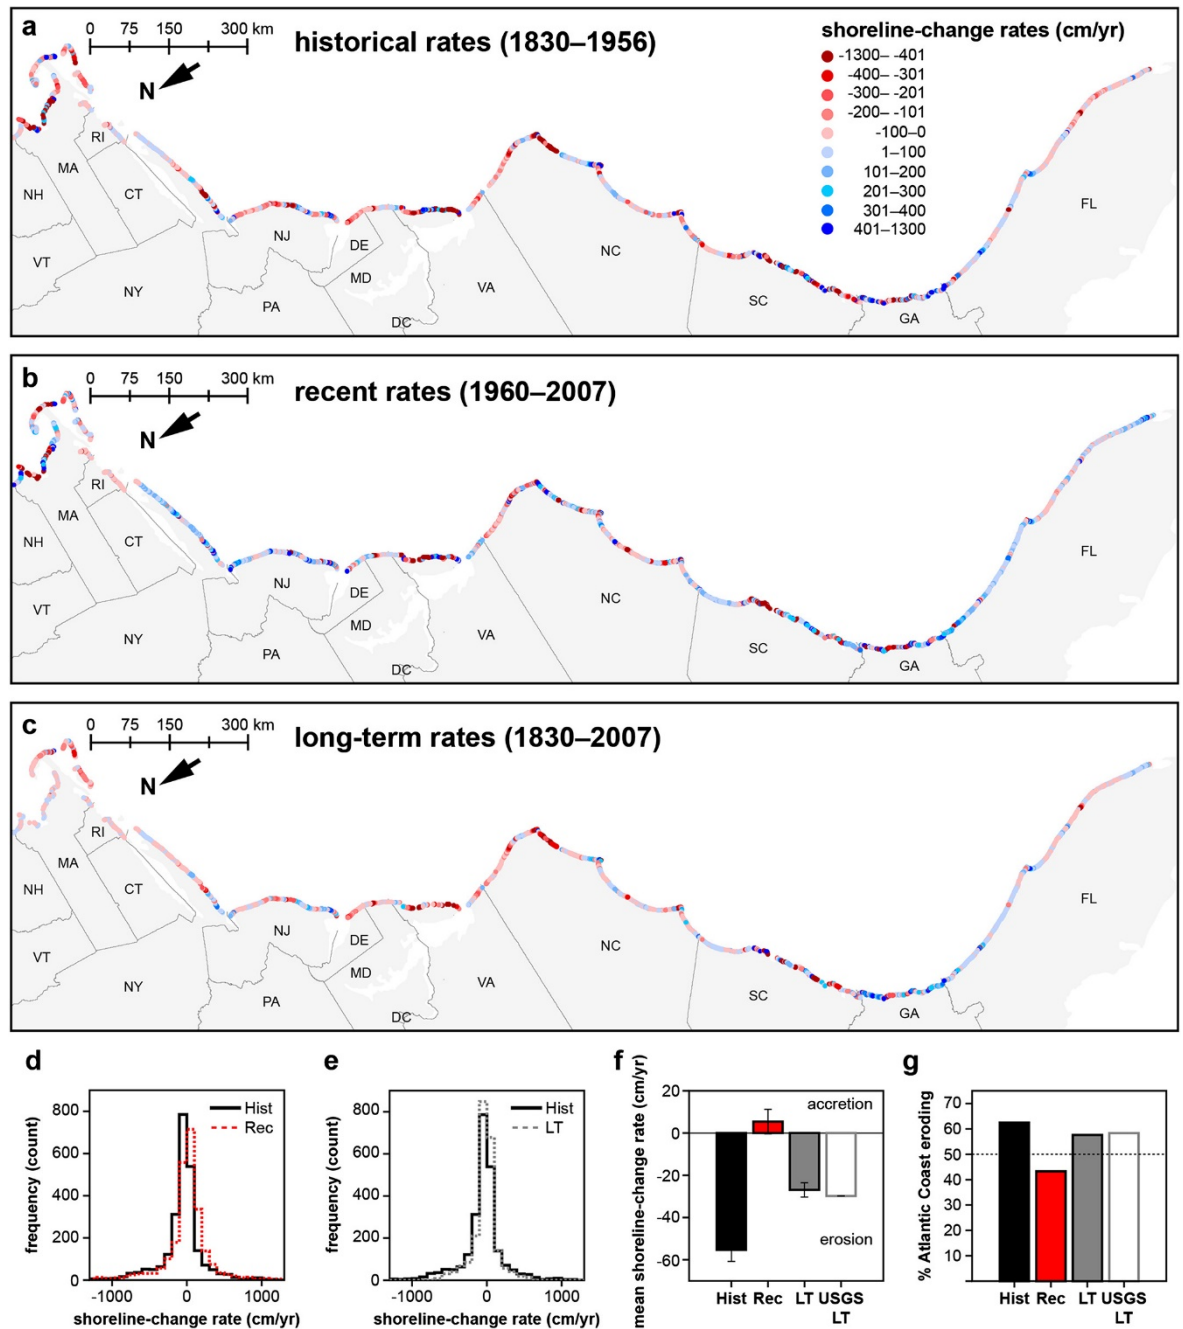 a
0 75 150 300 km
historical rates (1830–1956)
N
shoreline-change rates (cm/yr)
-1300– -401
-400– -301
-300– -201
-200– -101
-100–0
1–100
101–200
201–300
301–400
401–1300
RI
MA
CT
NH
VT
NY
NJ
PA
DE
MD
DC
VA
NC
SC
GA
FL
b
0 75 150 300 km
recent rates (1960–2007)
N
RI
MA
CT
NH
VT
NY
NJ
PA
DE
MD
DC
VA
NC
SC
GA
FL
c
0 75 150 300 km
long-term rates (1830–2007)
N
RI
MA
CT
NH
VT
NY
NJ
PA
DE
MD
DC
VA
NC
SC
GA
FL
d
frequency (count)
800
600
400
200
0
Hist
Rec
-1000 0 1000
shoreline-change rate (cm/yr)
e
frequency (count)
800
600
400
200
0
Hist
LT
-1000 0 1000
shoreline-change rate (cm/yr)
f
mean shoreline-change rate (cm/yr)
20
0
-20
-40
-60
accretion
erosion
Hist Rec LT USGS
LT
g
% Atlantic Coast eroding
70
60
50
40
30
20
10
Hist Rec LT USGS
LT